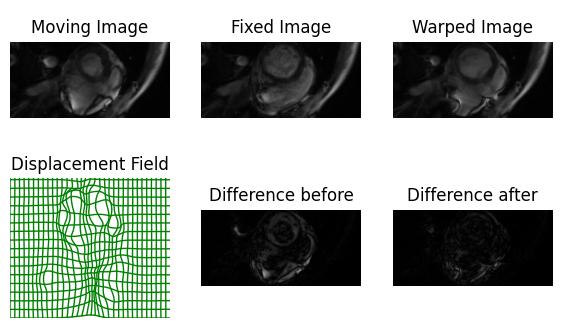 Moving Image
Fixed Image
Warped Image
Displacement Field
Difference before
Difference after